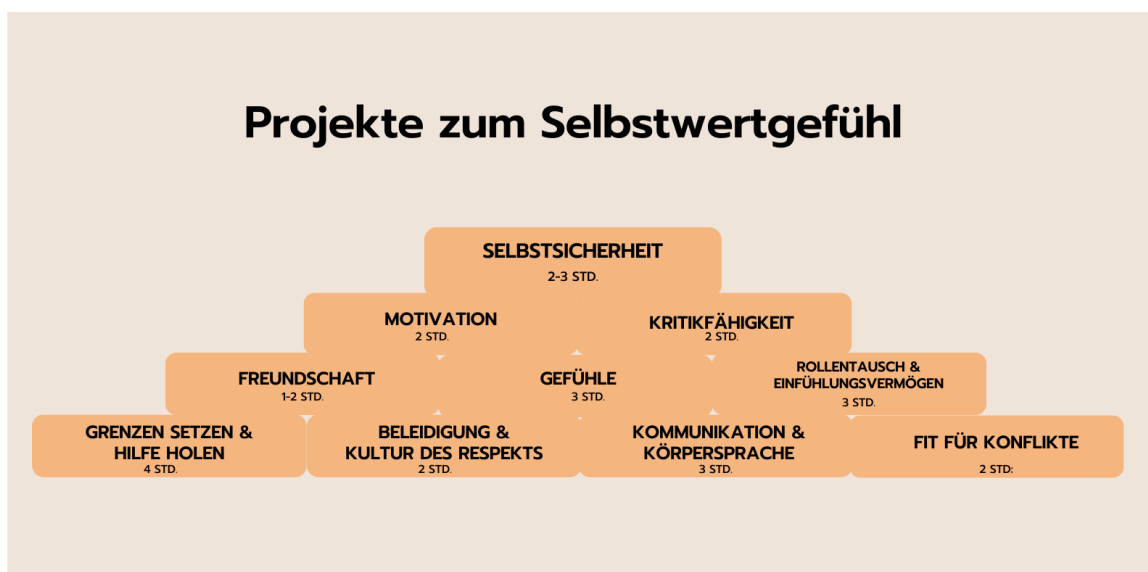 Projekte zum Selbstwertgefühl
SELBSTSICHERHEIT
2-3 STD.
MOTIVATION
2 STD.
KRITIKFÄHIGKEIT
2 STD.
FREUNDSCHAFT
1-2 STD.
GEFÜHLE
3 STD.
ROLLENTAUSCH &
EINFÜHLUNGSVERMÖGEN
3 STD.
GRENZEN SETZEN &
HILFE HOLEN
4 STD.
BELEIDIGUNG &
KULTUR DES RESPEKTS
2 STD.
KOMMUNIKATION &
KÖRPERSPRACHE
3 STD.
FIT FÜR KONFLIKTE
2 STD: